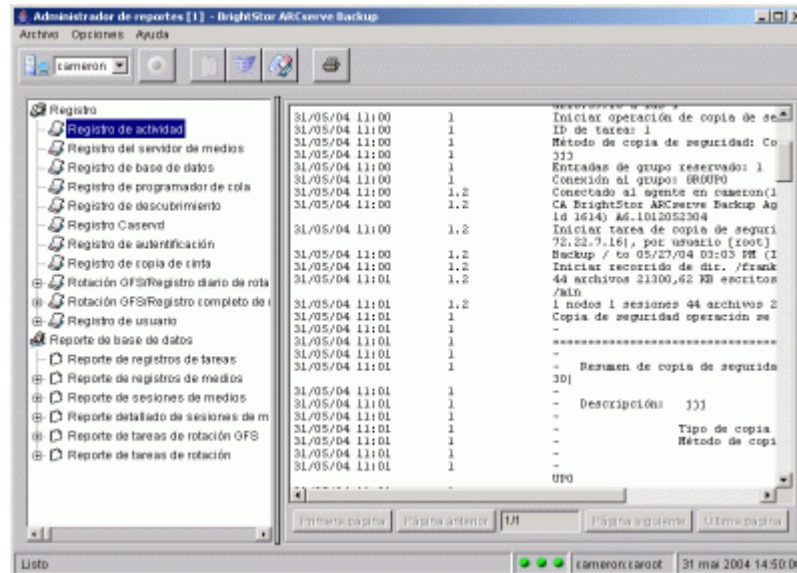 Administrador de reportes [1] - BrightStor ARCserve Backup
Archivo Opciones Ayuda
cameron
Registro
Registro de actividad
Registro del servidor de medios
Registro de base de datos
Registro de programador de cola
Registro de descubrimiento
Registro Caservd
Registro de autentificación
Registro de copia de cinta
Rotación GFS/Registro diario de rota
Rotación GFS/Registro completo de
Registro de usuario
Reporte de base de datos
Reporte de registros de tareas
Reporte de registros de medios
Reporte de sesiones de medios
Reporte detallado de sesiones de m
Reporte de tareas de rotación GFS
Reporte de tareas de rotación
31/05/04 11:00 1 Iniciar operación de copia de se
31/05/04 11:00 1 ID de tarea: 1
31/05/04 11:00 1 Método de copia de seguridad: Co
31/05/04 11:00 1 jjj
31/05/04 11:00 1 Entradas de grupo reservado: 1
31/05/04 11:00 1 Conexión al grupo: GROUP0
31/05/04 11:00 1.2 Conectado al agente en cameron(1
CA BrightStor ARCserve Backup Ag
ld 1614) A6.1012052304
31/05/04 11:00 1.2 Iniciar tarea de copia de seguri
72.22.7.16|, por usuario [root]
31/05/04 11:00 1.2 Backup / to 05/27/04 03:03 PM (I
31/05/04 11:00 1.2 Iniciar recorrido de dir. /frank
31/05/04 11:01 1.2 44 archivos 21300,62 KB escritos
/min
31/05/04 11:01 1.2 1 nodos 1 sesiones 44 archivos 2
31/05/04 11:01 1 Copia de seguridad operación se
31/05/04 11:01 1 -
31/05/04 11:01 1
31/05/04 11:01 1 -
31/05/04 11:01 1 - Resumen de copia de segurida
30|
31/05/04 11:01 1 -
31/05/04 11:01 1 - Descripción: jjj
31/05/04 11:01 1 -
31/05/04 11:01 1 - Tipo de copia
31/05/04 11:01 1 - Método de copi
31/05/04 11:01 1 -
31/05/04 11:01 1 -
UP0
Primera página Página anterior 1/1 Página siguiente Última página
Listo cameron:caroot 31 mai 2004 14:50:0